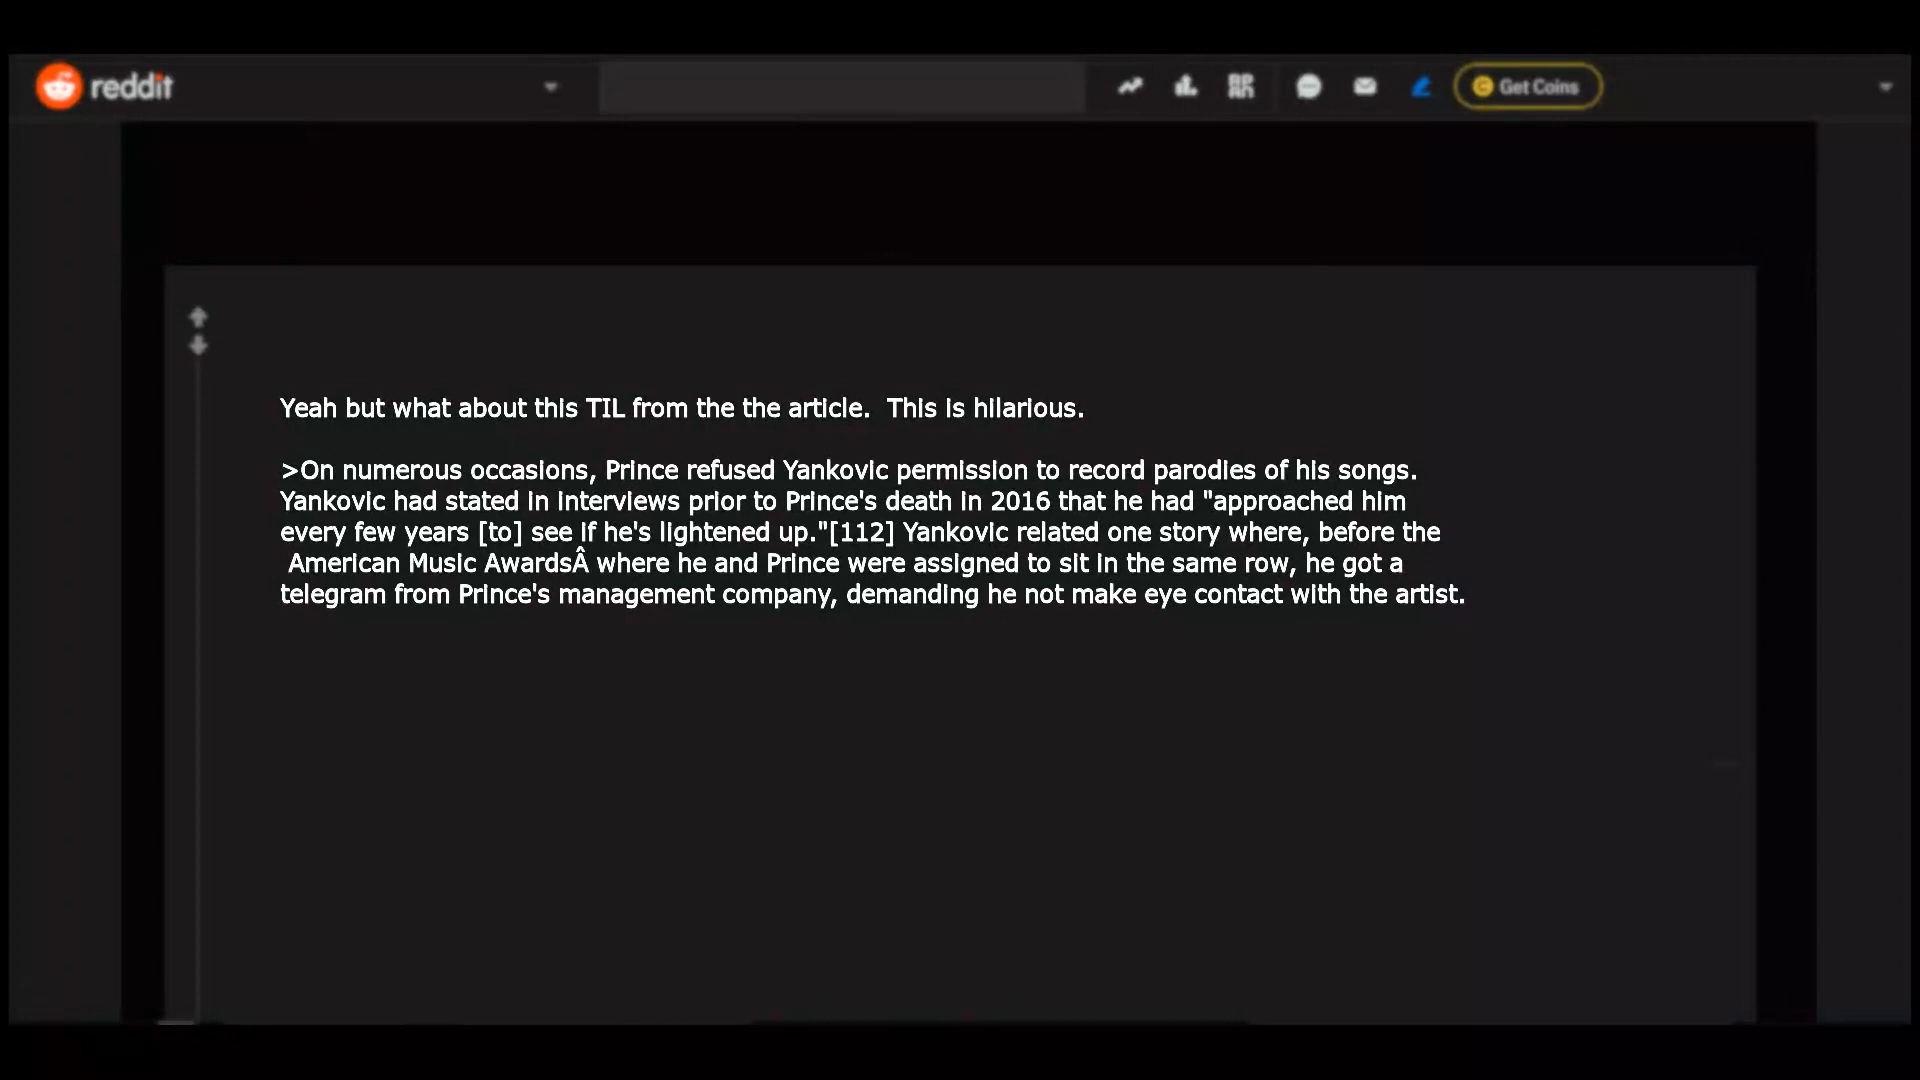 reddit
Get Coins
Yeah but what about this TIL from the the article.  This is hilarious.
>On numerous occasions, Prince refused Yankovic permission to record parodies of his songs.
Yankovic had stated in interviews prior to Prince's death in 2016 that he had "approached him
every few years [to] see if he's lightened up."[112] Yankovic related one story where, before the
American Music AwardsÂ where he and Prince were assigned to sit in the same row, he got a
telegram from Prince's management company, demanding he not make eye contact with the artist.